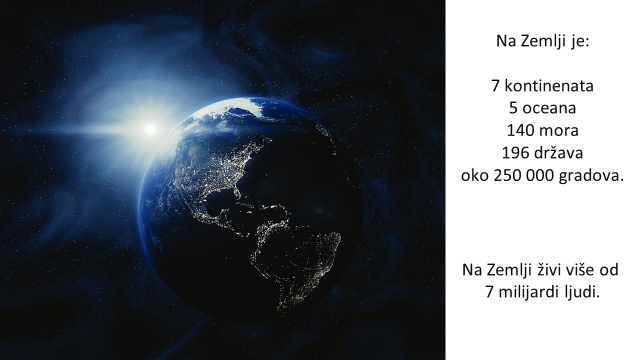 Na Zemlji je:
7 kontinenata
5 oceana
140 mora
196 država
oko 250 000 gradova.
Na Zemlji živi više od
7 milijardi ljudi.